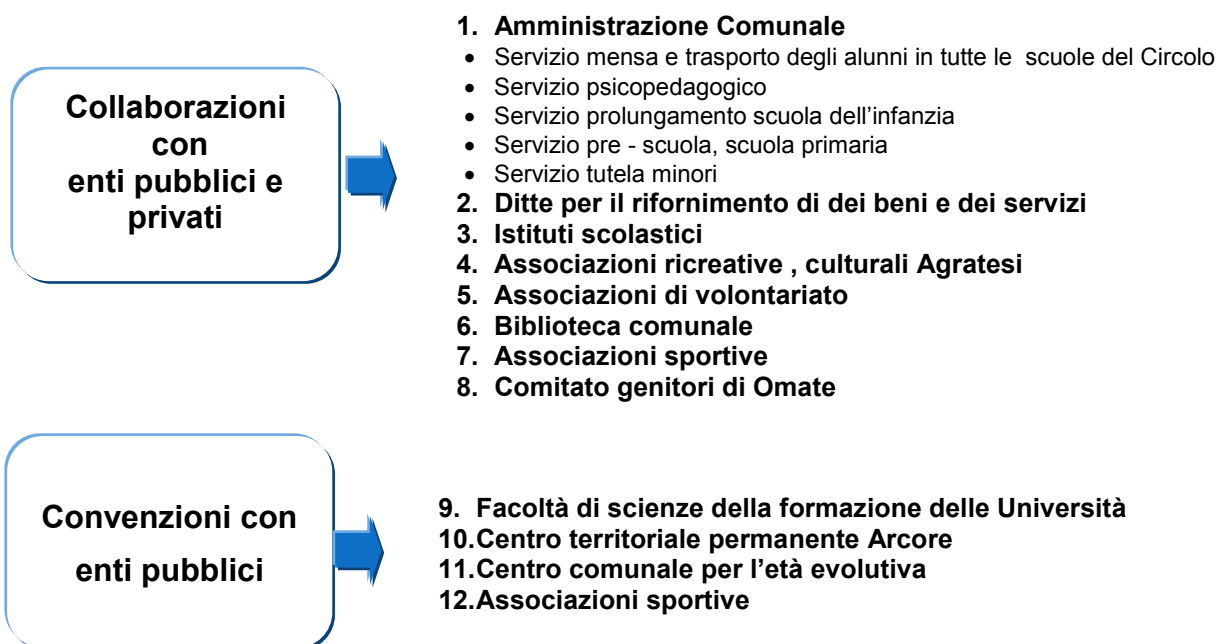 Collaborazioni
con
enti pubblici e
privati
1. Amministrazione Comunale
• Servizio mensa e trasporto degli alunni in tutte le scuole del Circolo
• Servizio psicopedagogico
• Servizio prolungamento scuola dell'infanzia
• Servizio pre - scuola, scuola primaria
• Servizio tutela minori
2. Ditte per il rifornimento di dei beni e dei servizi
3. Istituti scolastici
4. Associazioni ricreative , culturali Agratesi
5. Associazioni di volontariato
6. Biblioteca comunale
7. Associazioni sportive
8. Comitato genitori di Omate
Convenzioni con
enti pubblici
9. Facoltà di scienze della formazione delle Università
10.Centro territoriale permanente Arcore
11.Centro comunale per l'età evolutiva
12.Associazioni sportive